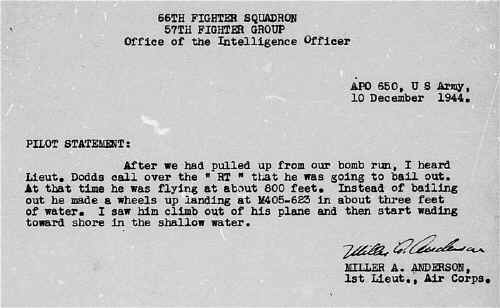 66TH FIGHTER SQUADRON
57TH FIGHTER GROUP
Office of the Intelligence Officer
APO 650, U S Army,
10 December 1944.
PILOT STATEMENT:
After we had pulled up from our bomb run, I heard
Lieut. Dodds call over the " RT " that he was going to bail out.
At that time he was flying at about 800 feet. Instead of bailing
out he made a wheels up landing at M405-623 in about three feet
of water. I saw him climb out of his plane and then start wading
toward shore in the shallow water.
Miller A. Anderson
MILLER A. ANDERSON,
1st Lieut., Air Corps.